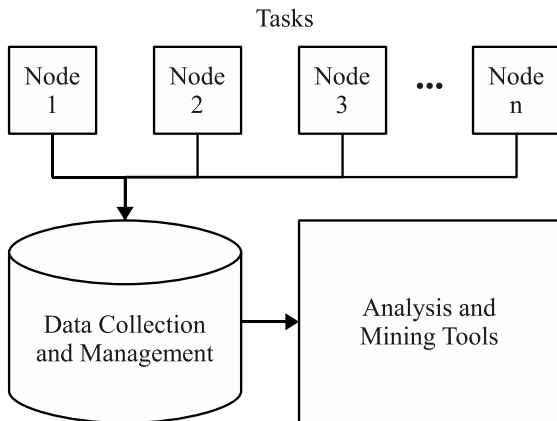 Tasks
Node
1
Node
2
Node
3
...
Node
n
Data Collection
and Management
Analysis and
Mining Tools